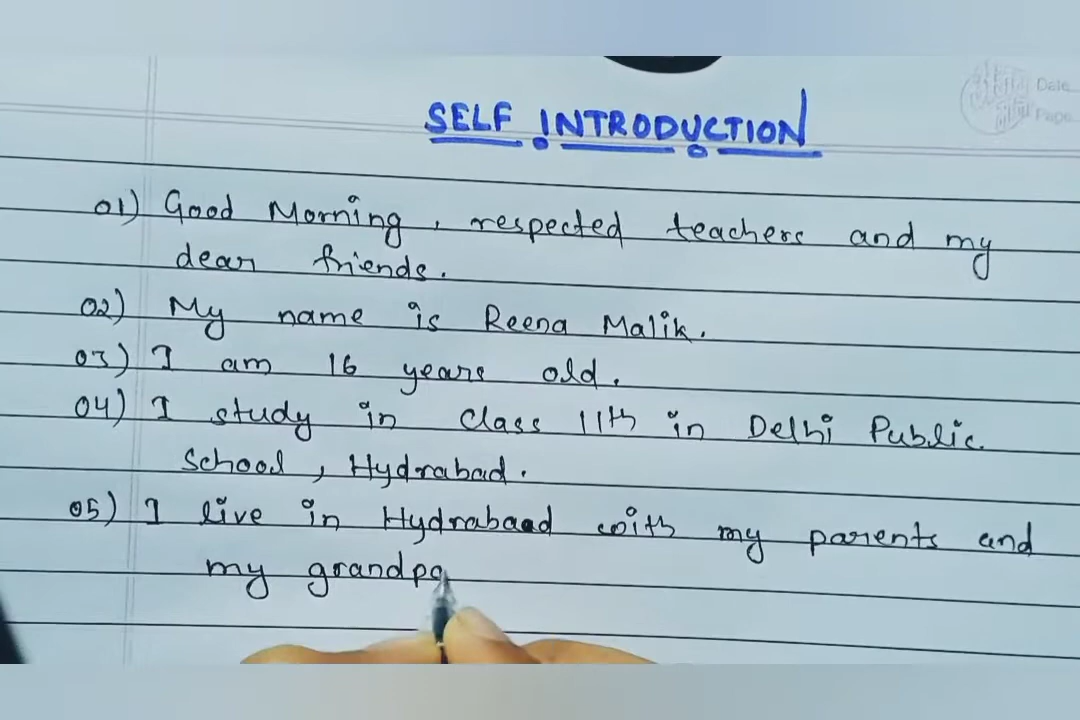 Date
Page
SELF INTRODUCTION
01) Good Morning, respected teachers and my
dear friends.
02) My name is Reena Malik.
03) I am 16 years old.
04) I study in class 11th in Delhi Public
School, Hydrabad.
05) I live in Hydrabaad with my parents and
my grandpa